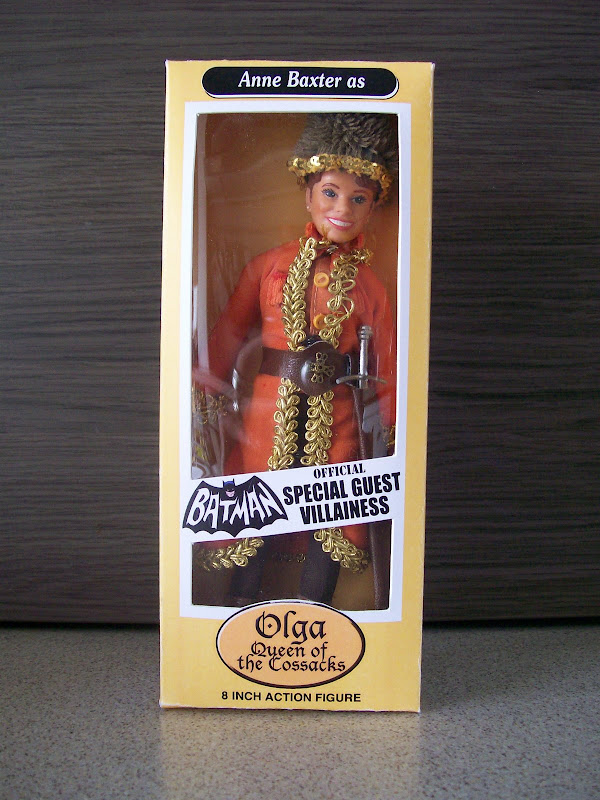 Anne Baxter as
BATMAN
OFFICIAL
SPECIAL GUEST
VILLAINESS
Olga
Queen of
the Cossacks
8 INCH ACTION FIGURE